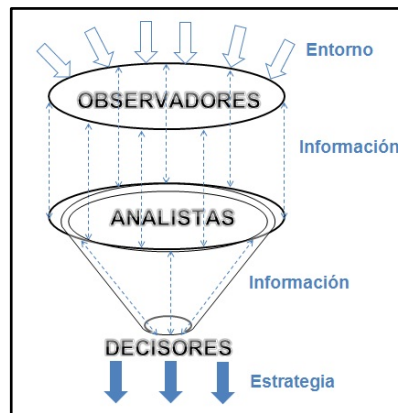 Entorno
OBSERVADORES
Información
ANALISTAS
Información
DECISORES
Estrategia